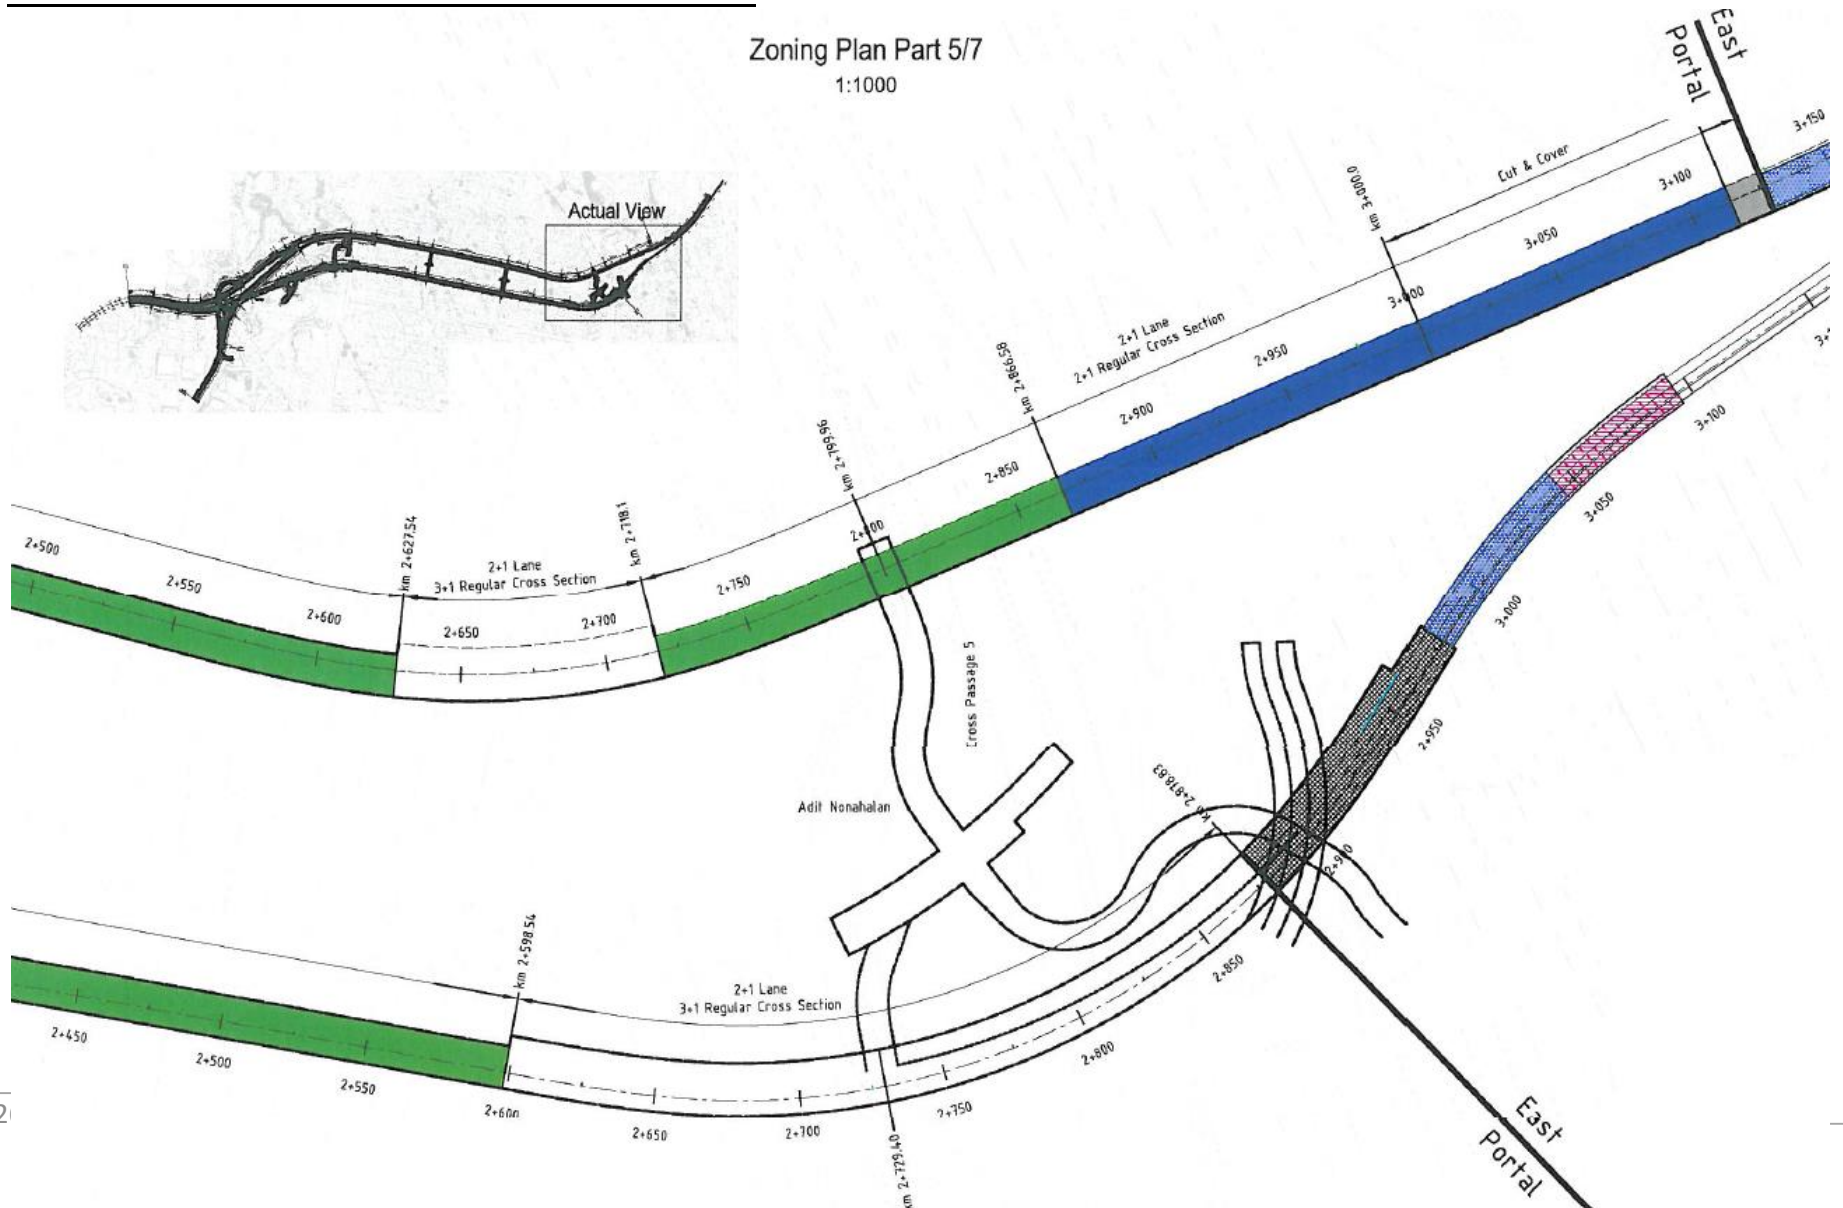 Zoning Plan Part 5/7
1:1000
East
Portal
Actual View
3+150
Cut & Cover
3+100
km 3+000.0
3+050
3+000
2+1 Lane
2+1 Regular Cross Section
2+950
km 2+866.58
2+900
2+850
km 2+799.96
2+800
2+750
km 2+718.1
2+1 Lane
3+1 Regular Cross Section
km 2+627.54
2+500
2+550
2+600
2+650
2+700
3+100
3+050
3+000
2+950
2+900
Cross Passage 5
Adit Nonahalan
km 2+878.83
2+850
2+800
2+750
2+1 Lane
3+1 Regular Cross Section
km 2+598.54
2+450
2+500
2+550
2+600
2+650
2+700
km 2+729.40
East
Portal